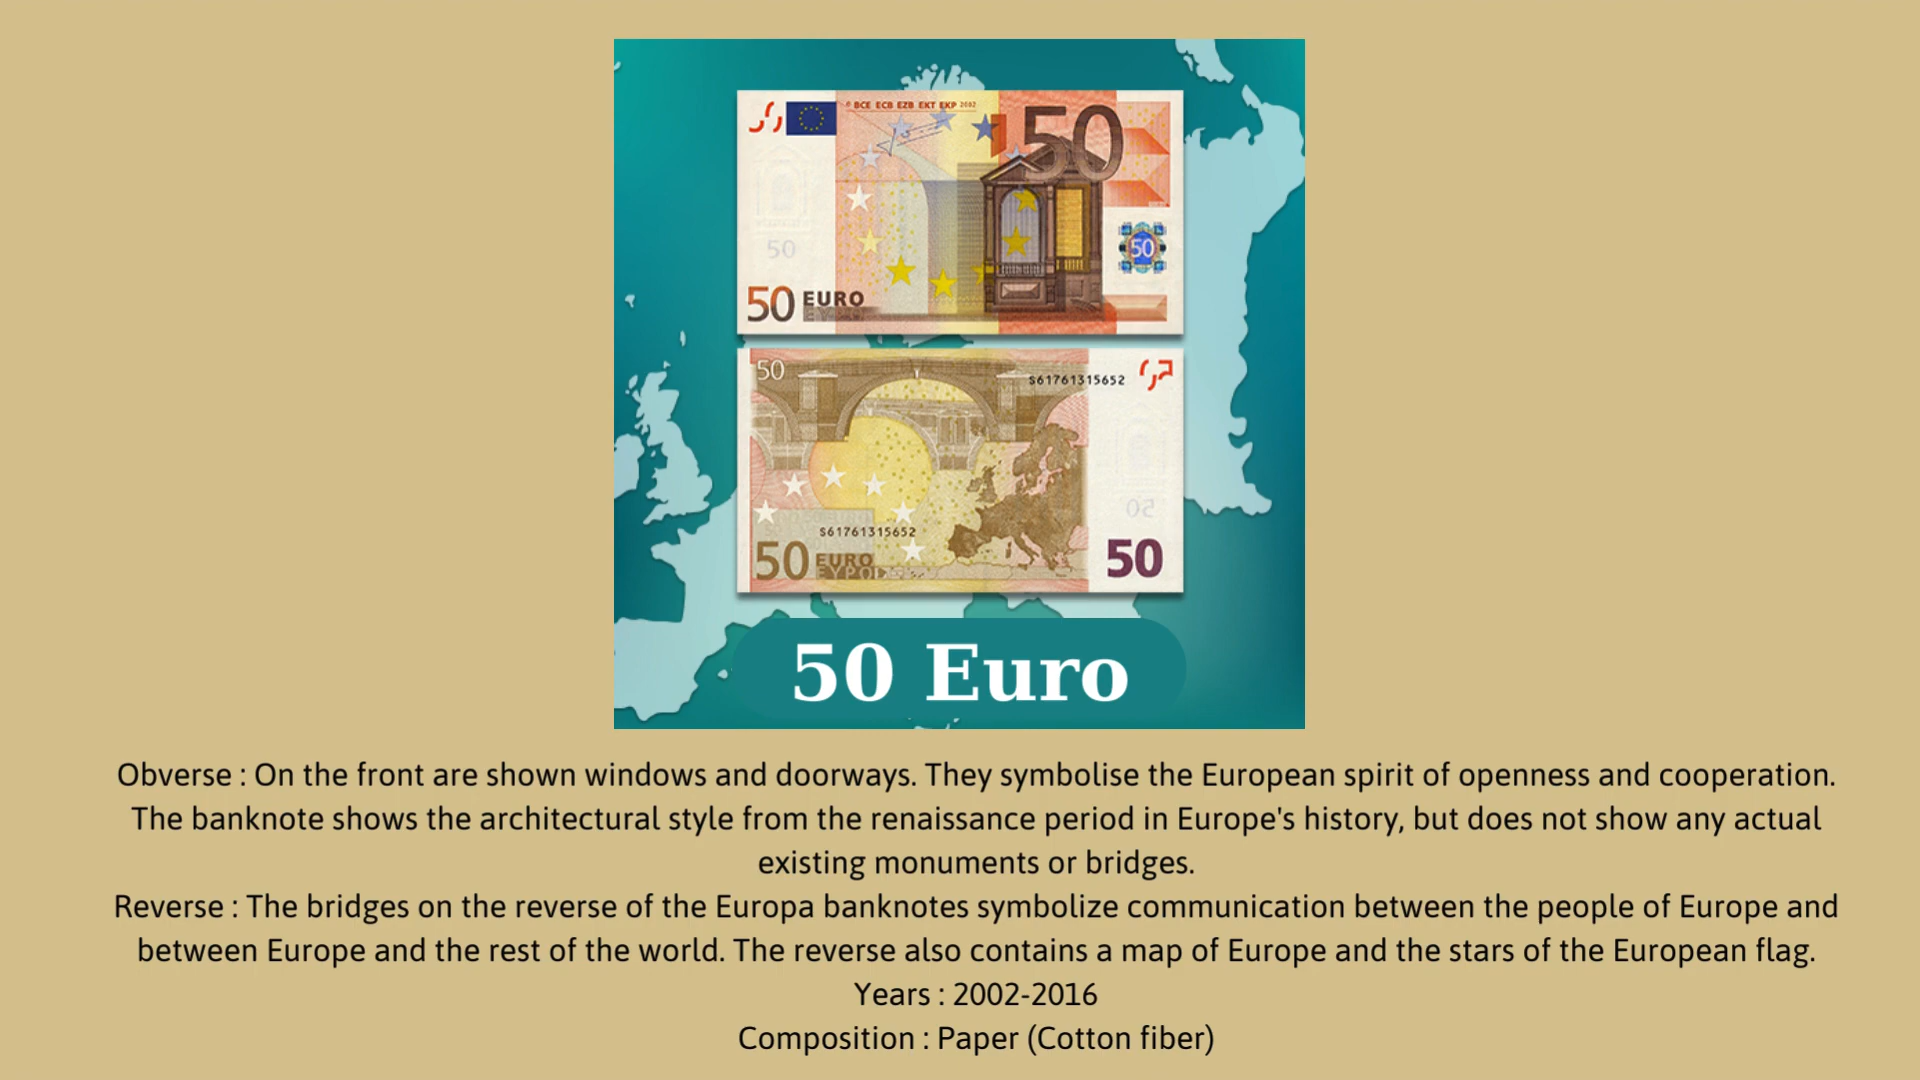 © BCE ECB EZB EKT EKP 2002
50
50
50
50 EURO
ΕΥΡΩ
50
S61761315652
S61761315652
50
50 EURO
ΕΥΡΩ
50
50 Euro
Obverse : On the front are shown windows and doorways. They symbolise the European spirit of openness and cooperation.
The banknote shows the architectural style from the renaissance period in Europe's history, but does not show any actual
existing monuments or bridges.
Reverse : The bridges on the reverse of the Europa banknotes symbolize communication between the people of Europe and
between Europe and the rest of the world. The reverse also contains a map of Europe and the stars of the European flag.
Years : 2002-2016
Composition : Paper (Cotton fiber)